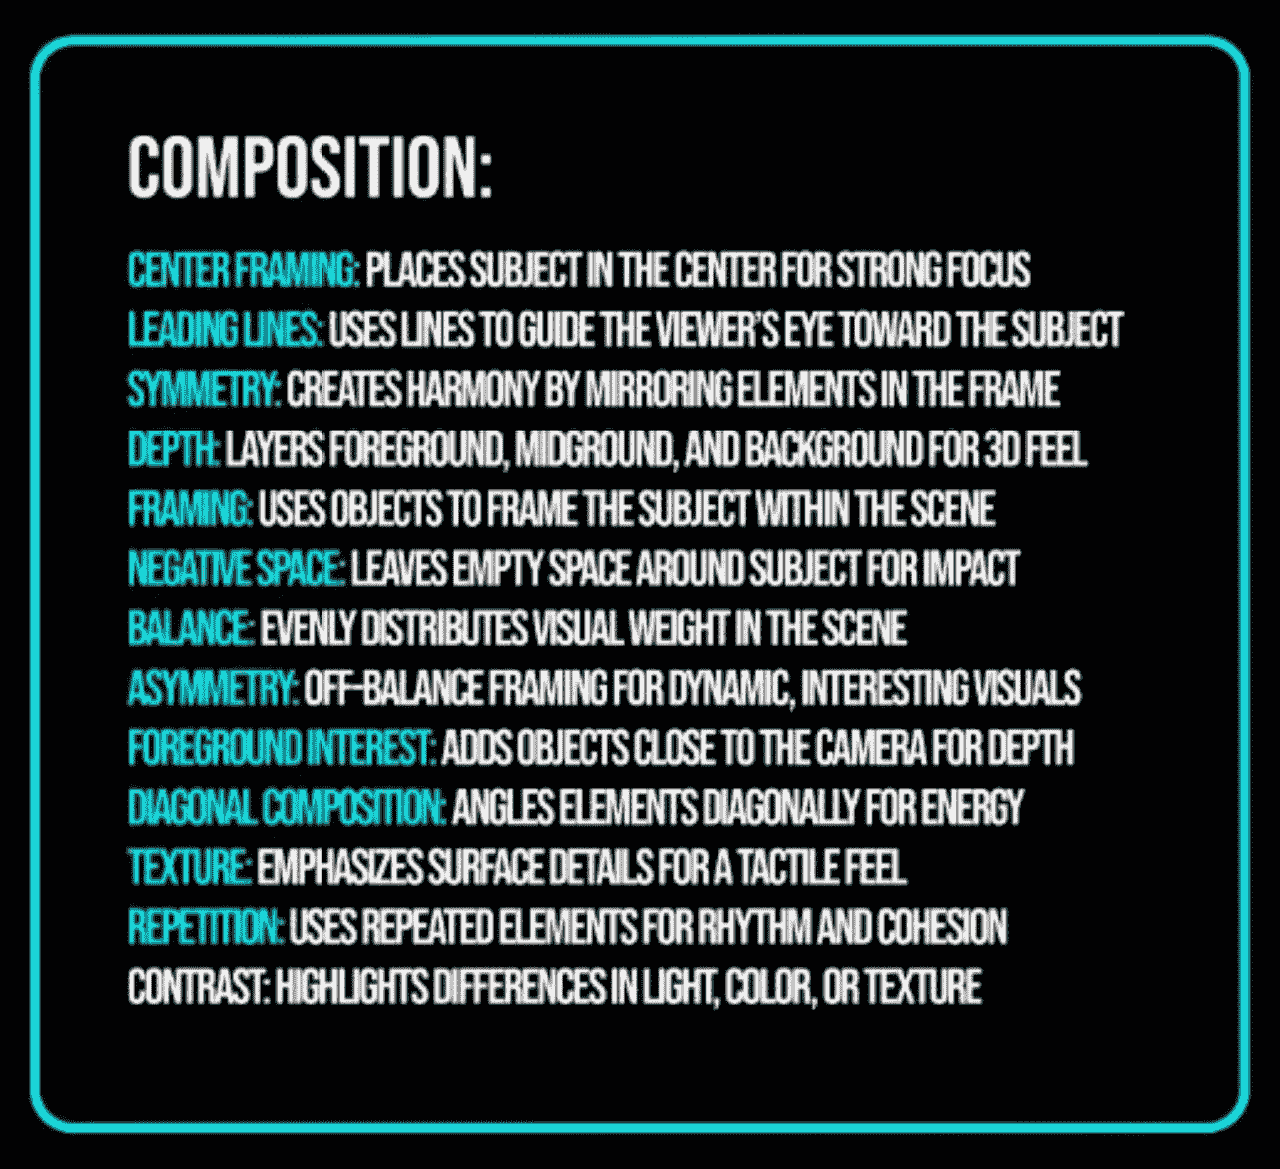 COMPOSITION:
CENTER FRAMING: PLACES SUBJECT IN THE CENTER FOR STRONG FOCUS
LEADING LINES: USES LINES TO GUIDE THE VIEWER'S EYE TOWARD THE SUBJECT
SYMMETRY: CREATES HARMONY BY MIRRORING ELEMENTS IN THE FRAME
DEPTH: LAYERS FOREGROUND, MIDGROUND, AND BACKGROUND FOR 3D FEEL
FRAMING: USES OBJECTS TO FRAME THE SUBJECT WITHIN THE SCENE
NEGATIVE SPACE: LEAVES EMPTY SPACE AROUND SUBJECT FOR IMPACT
BALANCE: EVENLY DISTRIBUTES VISUAL WEIGHT IN THE SCENE
ASYMMETRY: OFF-BALANCE FRAMING FOR DYNAMIC, INTERESTING VISUALS
FOREGROUND INTEREST: ADDS OBJECTS CLOSE TO THE CAMERA FOR DEPTH
DIAGONAL COMPOSITION: ANGLES ELEMENTS DIAGONALLY FOR ENERGY
TEXTURE: EMPHASIZES SURFACE DETAILS FOR A TACTILE FEEL
REPETITION: USES REPEATED ELEMENTS FOR RHYTHM AND COHESION
CONTRAST: HIGHLIGHTS DIFFERENCES IN LIGHT, COLOR, OR TEXTURE